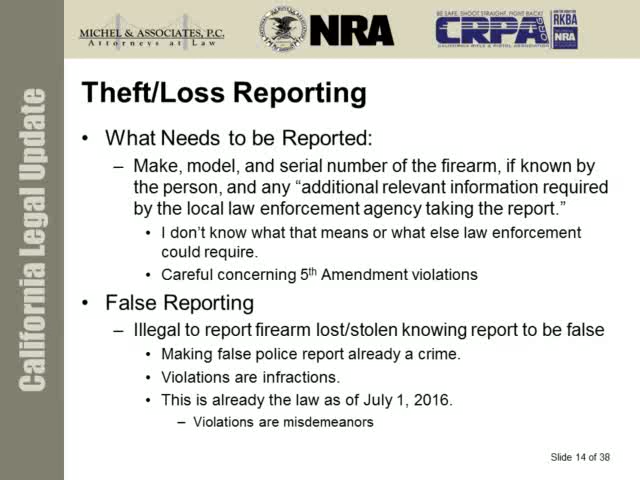 MICHEL & ASSOCIATES, P.C.
Attorneys at Law
NRA
BE SAFE, SHOOT STRAIGHT, FIGHT BACK!
CRPA.ORG
CALIFORNIA RIFLE & PISTOL ASSOCIATION
RKBA
NRA
California Legal Update
Theft/Loss Reporting
• What Needs to be Reported:
– Make, model, and serial number of the firearm, if known by
the person, and any “additional relevant information required
by the local law enforcement agency taking the report.”
• I don’t know what that means or what else law enforcement
could require.
• Careful concerning 5th Amendment violations
• False Reporting
– Illegal to report firearm lost/stolen knowing report to be false
• Making false police report already a crime.
• Violations are infractions.
• This is already the law as of July 1, 2016.
– Violations are misdemeanors
Slide 14 of 38